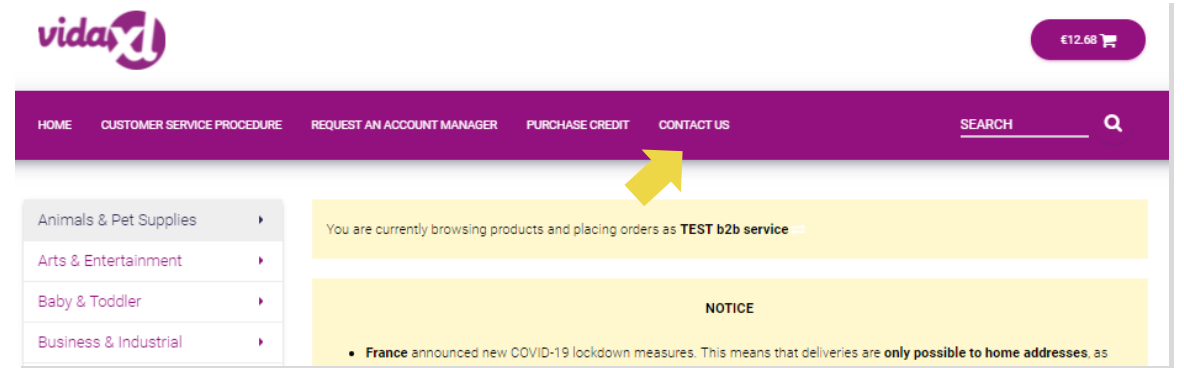 vidaXL
€12.68
HOME CUSTOMER SERVICE PROCEDURE REQUEST AN ACCOUNT MANAGER PURCHASE CREDIT CONTACT US SEARCH
Animals & Pet Supplies
Arts & Entertainment
Baby & Toddler
Business & Industrial
You are currently browsing products and placing orders as TEST b2b service
NOTICE
• France announced new COVID-19 lockdown measures. This means that deliveries are only possible to home addresses, as